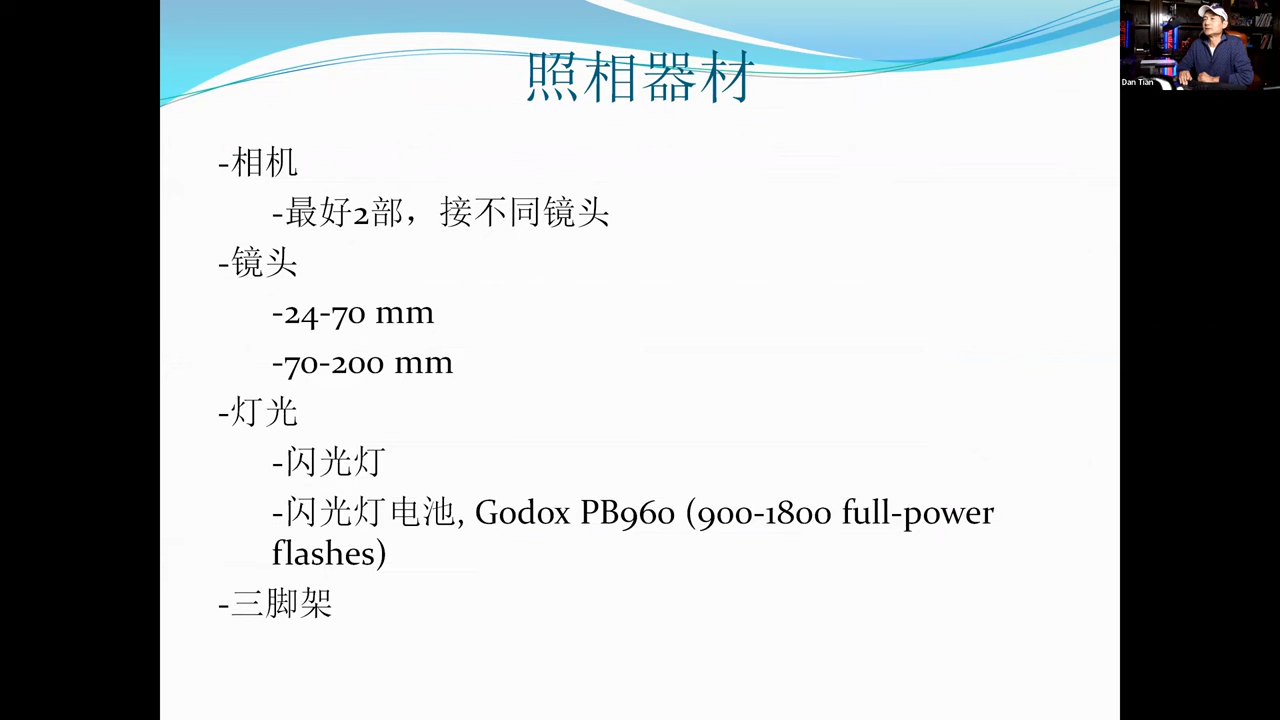 照相器材
Dan Tian
-相机
-最好2部，接不同镜头
-镜头
-24-70 mm
-70-200 mm
-灯光
-闪光灯
-闪光灯电池, Godox PB960 (900-1800 full-power
flashes)
-三脚架